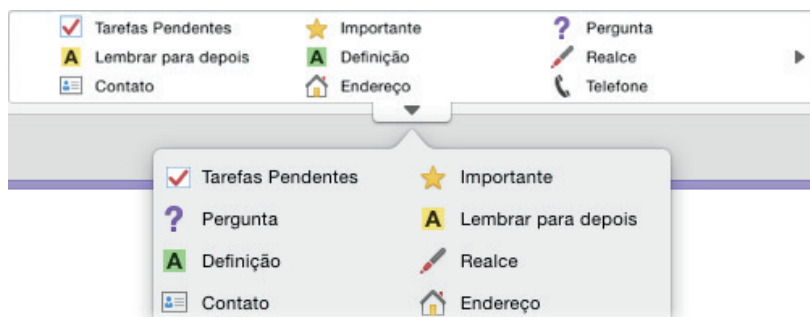 Tarefas Pendentes Importante Pergunta
A Lembrar para depois A Definição Realce
Contato Endereço Telefone
Tarefas Pendentes Importante
? Pergunta A Lembrar para depois
A Definição Realce
Contato Endereço